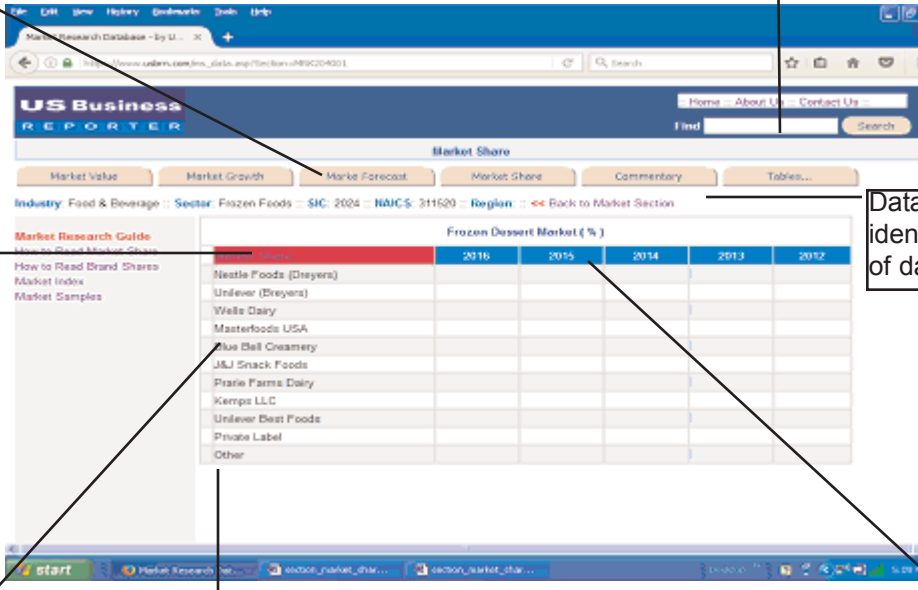 File Edit View History Bookmarks Tools Help
Market Research Database - by U...
Search
US Business
REPORTER
:: Home :: About Us :: Contact Us ::
Find
Search
Market Share
Market Value
Market Growth
Marke Forecast
Market Share
Commentary
Tables...
Industry: Food & Beverage :: Sector: Frozen Foods :: SIC: 2024 :: NAICS: 311520 :: Region: :: << Back to Market Section
Data
iden
of da
Market Research Guide
How to Read Market Share
How to Read Brand Shares
Market Index
Market Samples
Frozen Dessert Market ( % )
2016 2015 2014 2013 2012
Nestle Foods (Dreyers)
Unilever (Breyers)
Wells Dairy
Masterfoods USA
Blue Bell Creamery
J&J Snack Foods
Prarie Farms Dairy
Kemps LLC
Unilever Best Foods
Private Label
Other
start
section_market_shar...
section_market_shar...